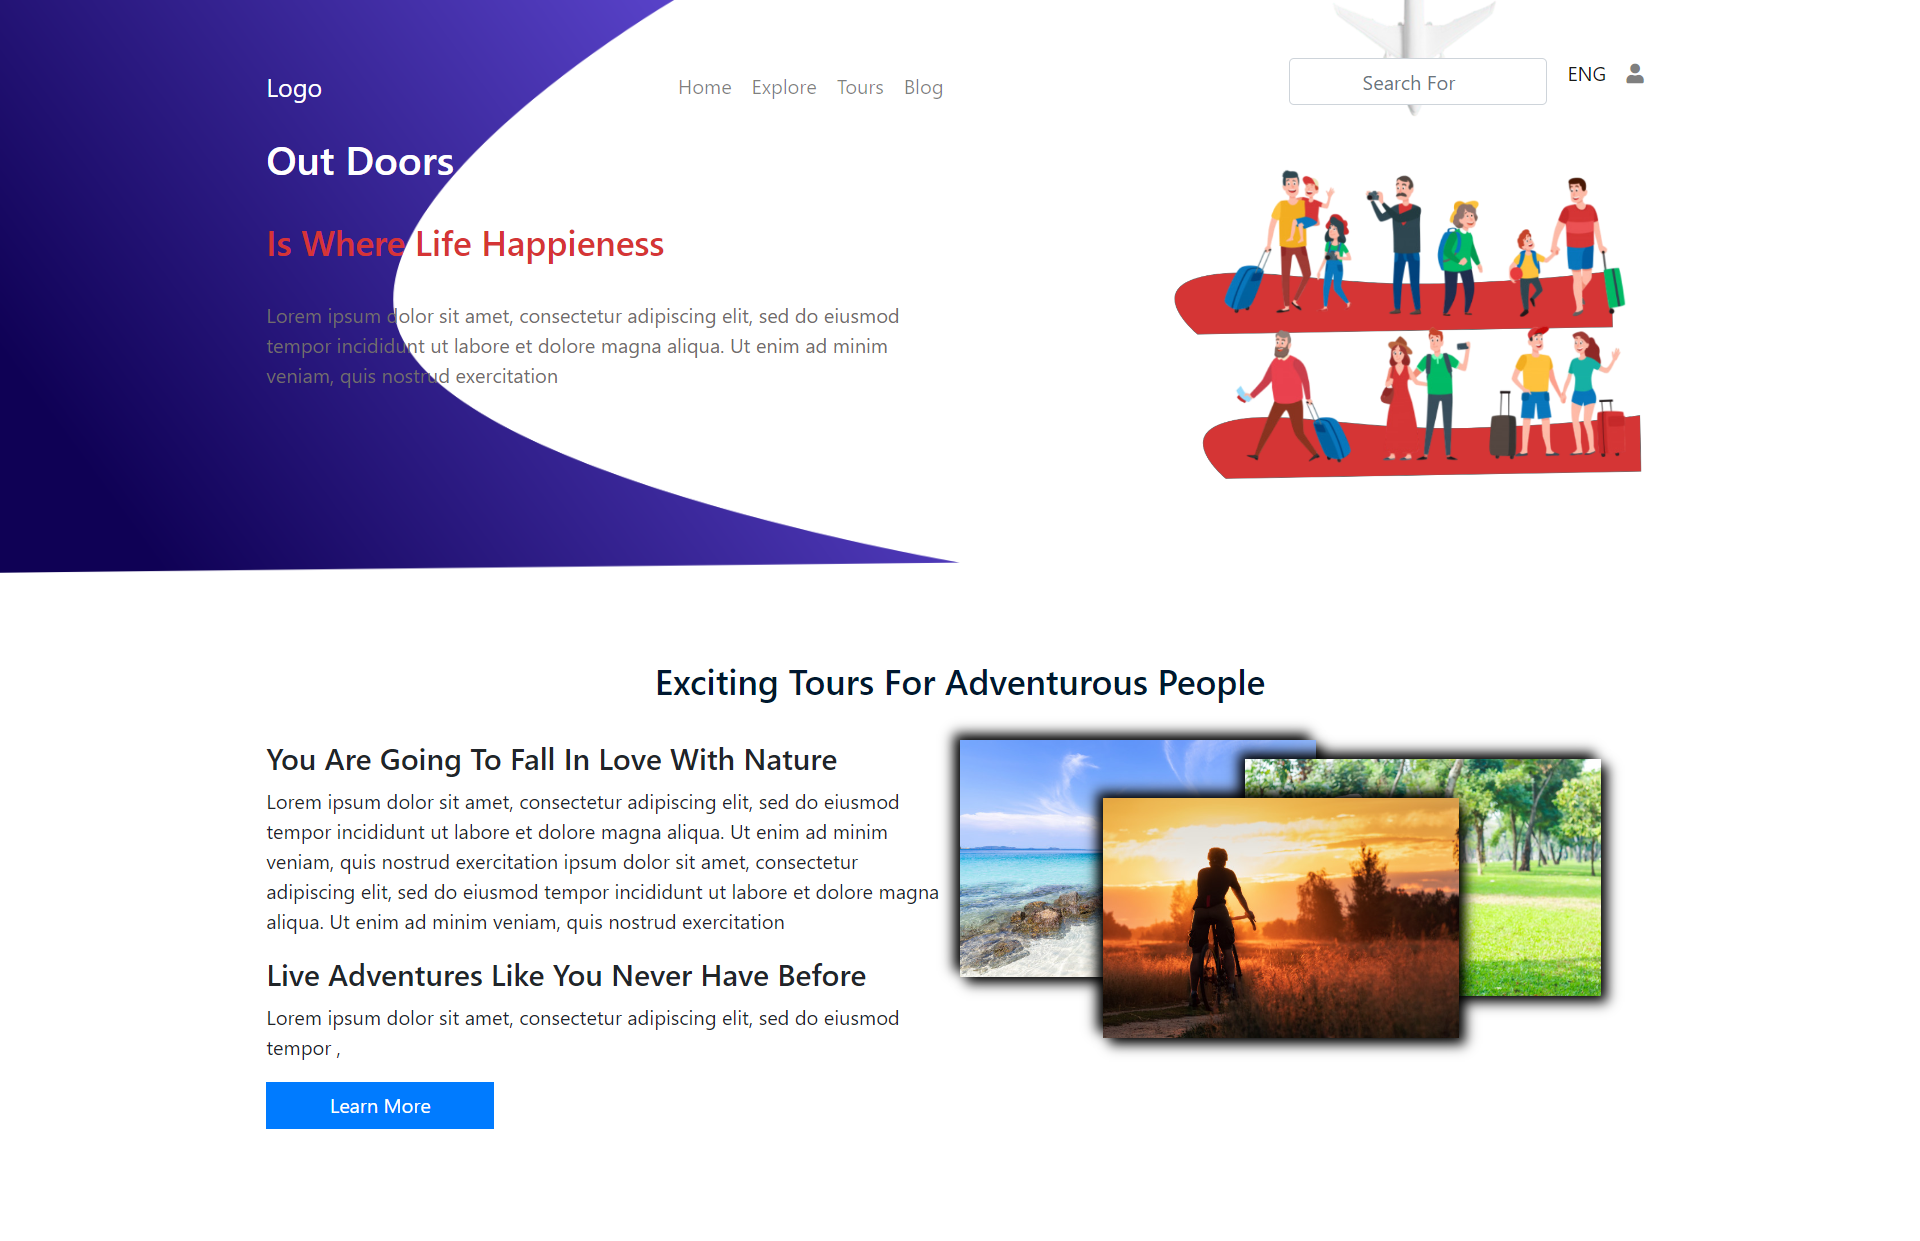 Logo
Home Explore Tours Blog
Search For
ENG
Out Doors
Is Where Life Happieness
Lorem ipsum dolor sit amet, consectetur adipiscing elit, sed do eiusmod
tempor incididunt ut labore et dolore magna aliqua. Ut enim ad minim
veniam, quis nostrud exercitation
Exciting Tours For Adventurous People
You Are Going To Fall In Love With Nature
Lorem ipsum dolor sit amet, consectetur adipiscing elit, sed do eiusmod
tempor incididunt ut labore et dolore magna aliqua. Ut enim ad minim
veniam, quis nostrud exercitation ipsum dolor sit amet, consectetur
adipiscing elit, sed do eiusmod tempor incididunt ut labore et dolore magna
aliqua. Ut enim ad minim veniam, quis nostrud exercitation
Live Adventures Like You Never Have Before
Lorem ipsum dolor sit amet, consectetur adipiscing elit, sed do eiusmod
tempor ,
Learn More